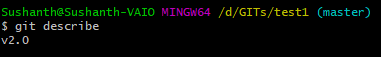 Sushanth@Sushanth-VAIO MINGW64 /d/GITs/test1 (master)
$ git describe
v2.0